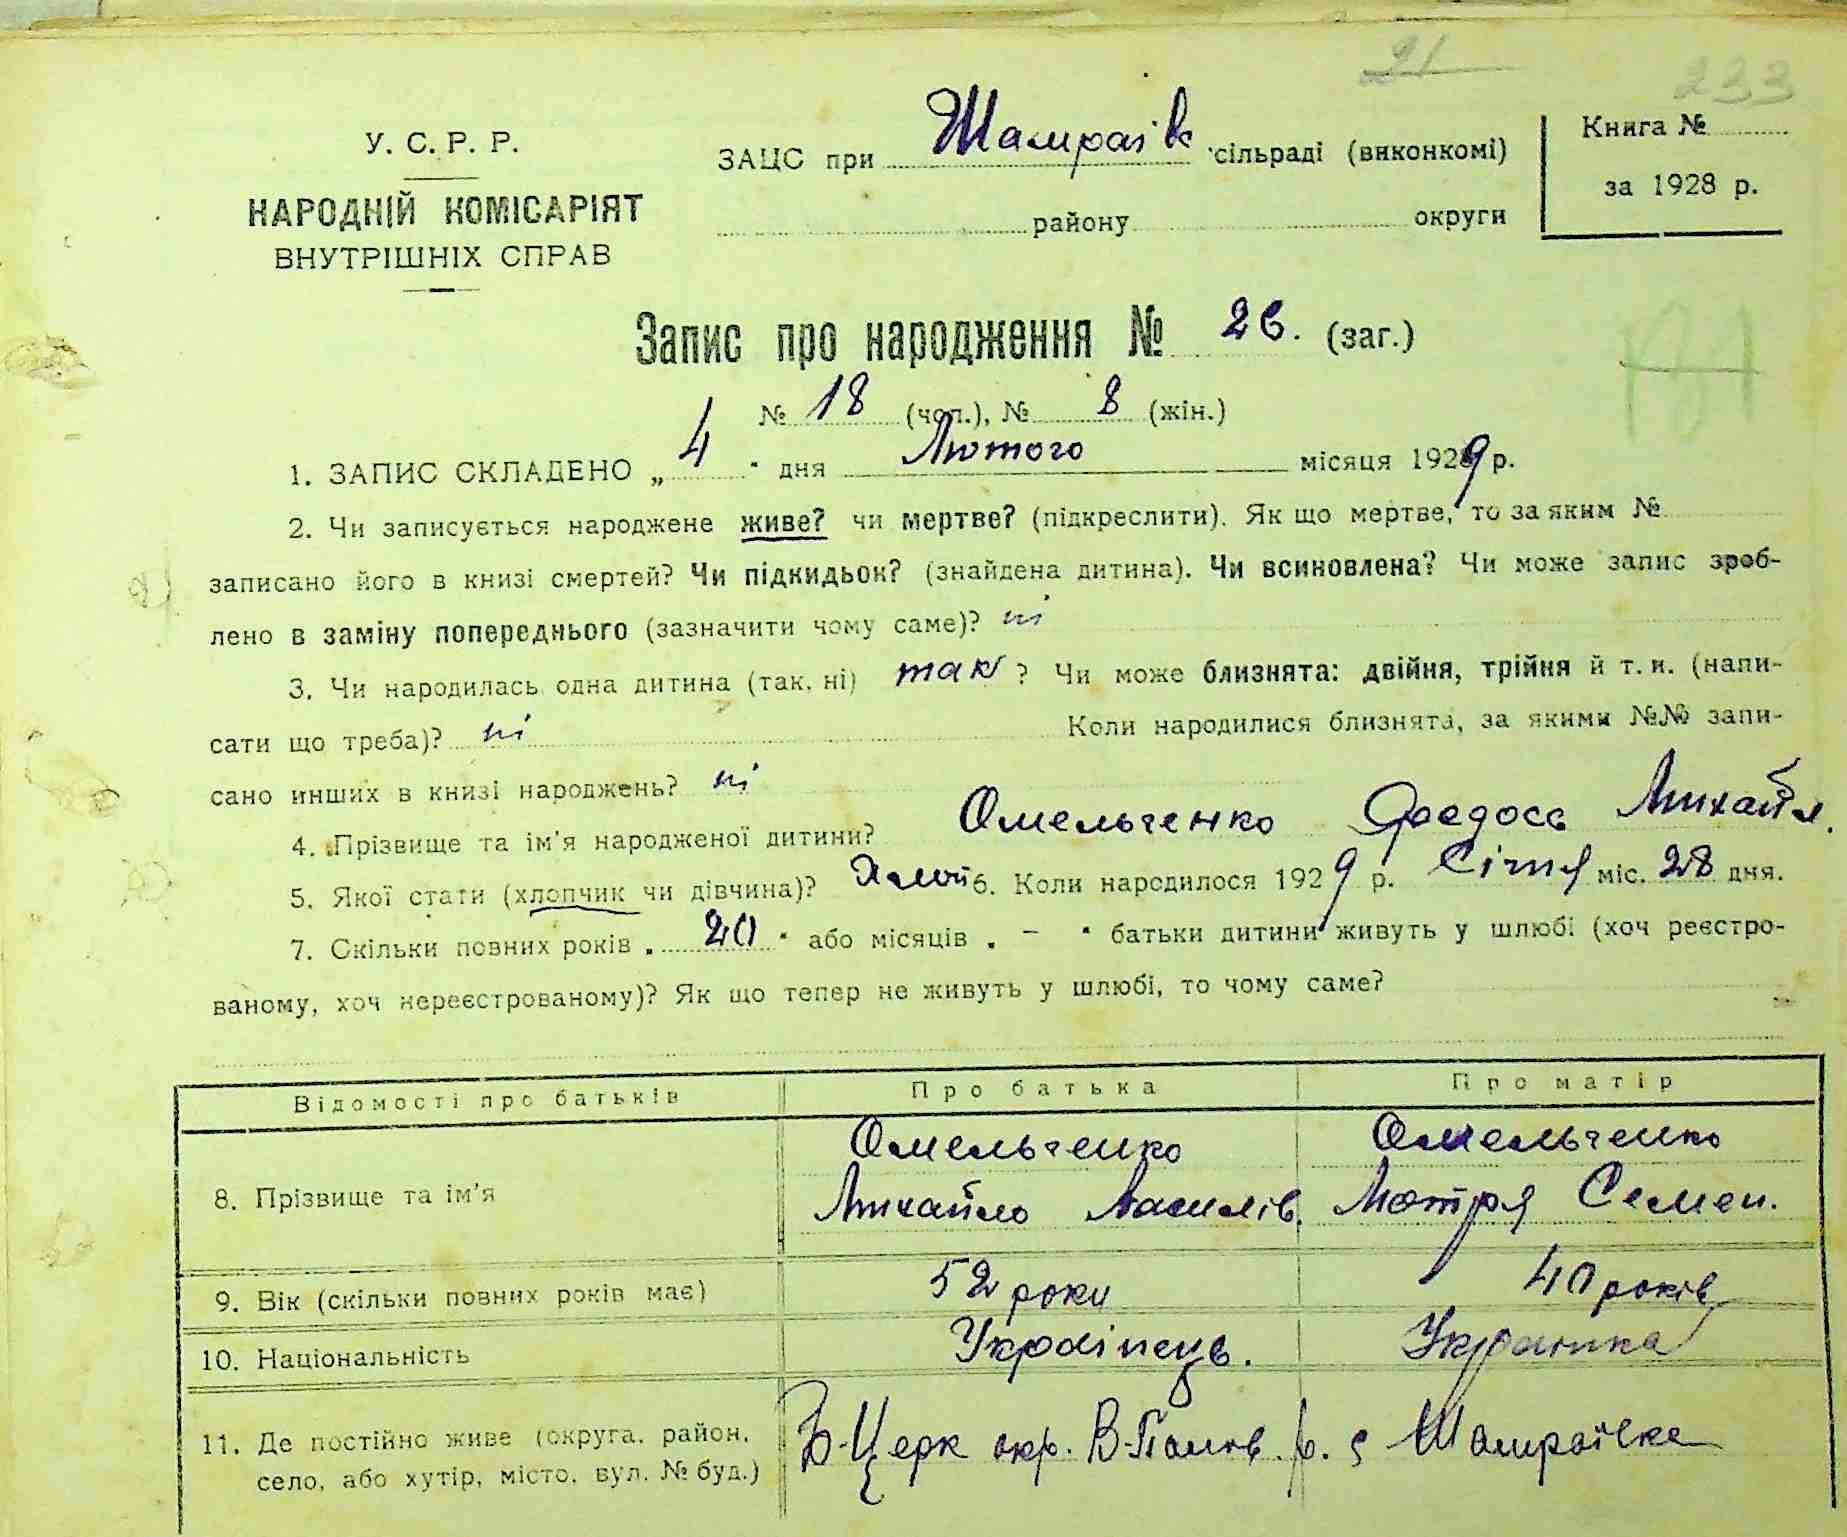 21
233
У. С. Р. Р.
НАРОДНІЙ КОМІСАРІЯТ
ВНУТРІШНІХ СПРАВ
ЗАЦС при Шамраїв сільраді (виконкомі)
району округи
Книга №
за 1928 р.
Запис про народження № 26. (заг.)
№ 18 (чол.), № 8 (жін.)
1. ЗАПИС СКЛАДЕНО „ 4 " дня Лютого місяця 1929 р.
2. Чи записується народжене живе? чи мертве? (підкреслити). Як що мертве, то за яким №
записано його в книзі смертей? Чи підкидьок? (знайдена дитина). Чи всиновлена? Чи може запис зроб-
лено в заміну попереднього (зазначити чому саме)? ні
3. Чи народилась одна дитина (так, ні) так ? Чи може близнята: двійня, трійня й т. и. (напи-
сати що треба)? ні Коли народилися близнята, за якими №№ запи-
сано инших в книзі народжень? ні
4. Прізвище та ім'я народженої дитини? Омельченко Федось Михайл.
5. Якої стати (хлопчик чи дівчина)? 6. Коли народилося 1929 р. Січня міс. 28 дня.
7. Скільки повних років „ 20 " або місяців „ – " батьки дитини живуть у шлюбі (хоч реєстро-
ваному, хоч нереєстрованому)? Як що тепер не живуть у шлюбі, то чому саме?
Відомості про батьків Про батька Про матір
Омельченко Омельченко
8. Прізвище та ім'я Михайло Василів. Мотря Семен.
9. Вік (скільки повних років має) 52 роки 40 років
10. Національність Українець. Українка
11. Де постійно живе (округа, район,
село, або хутір, місто, вул. № буд.) Б-Церк окр. В-Полов. р. с Шамраївка